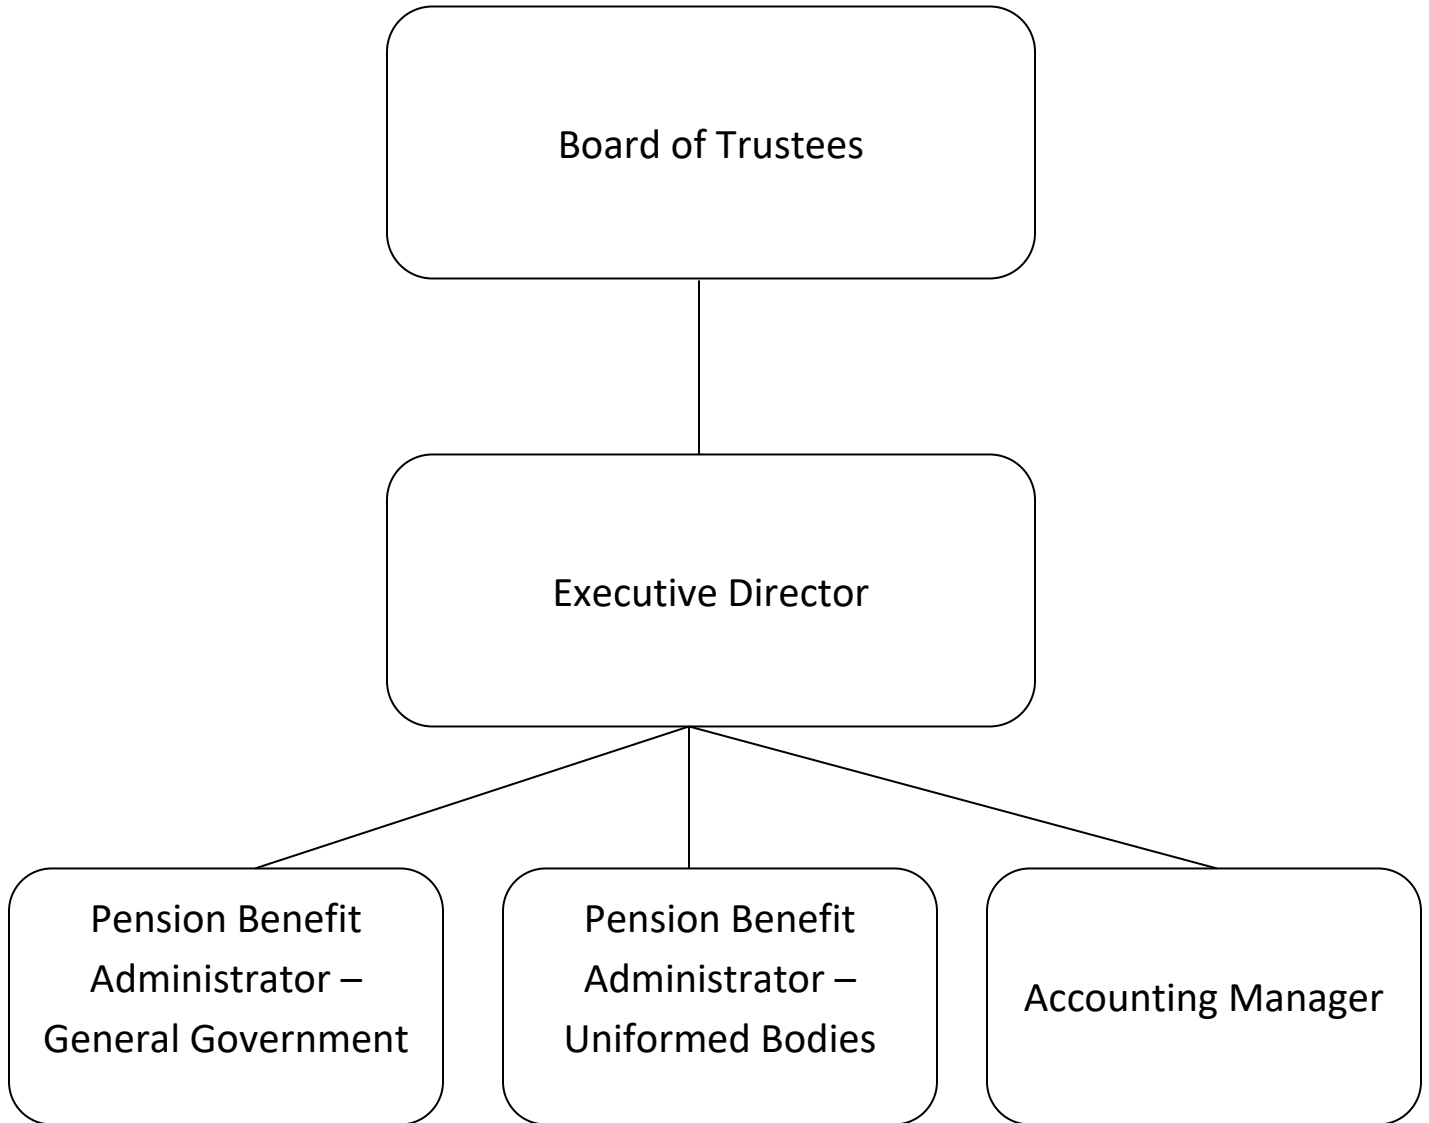 Board of Trustees
Executive Director
Pension Benefit
Administrator –
General Government
Pension Benefit
Administrator –
Uniformed Bodies
Accounting Manager